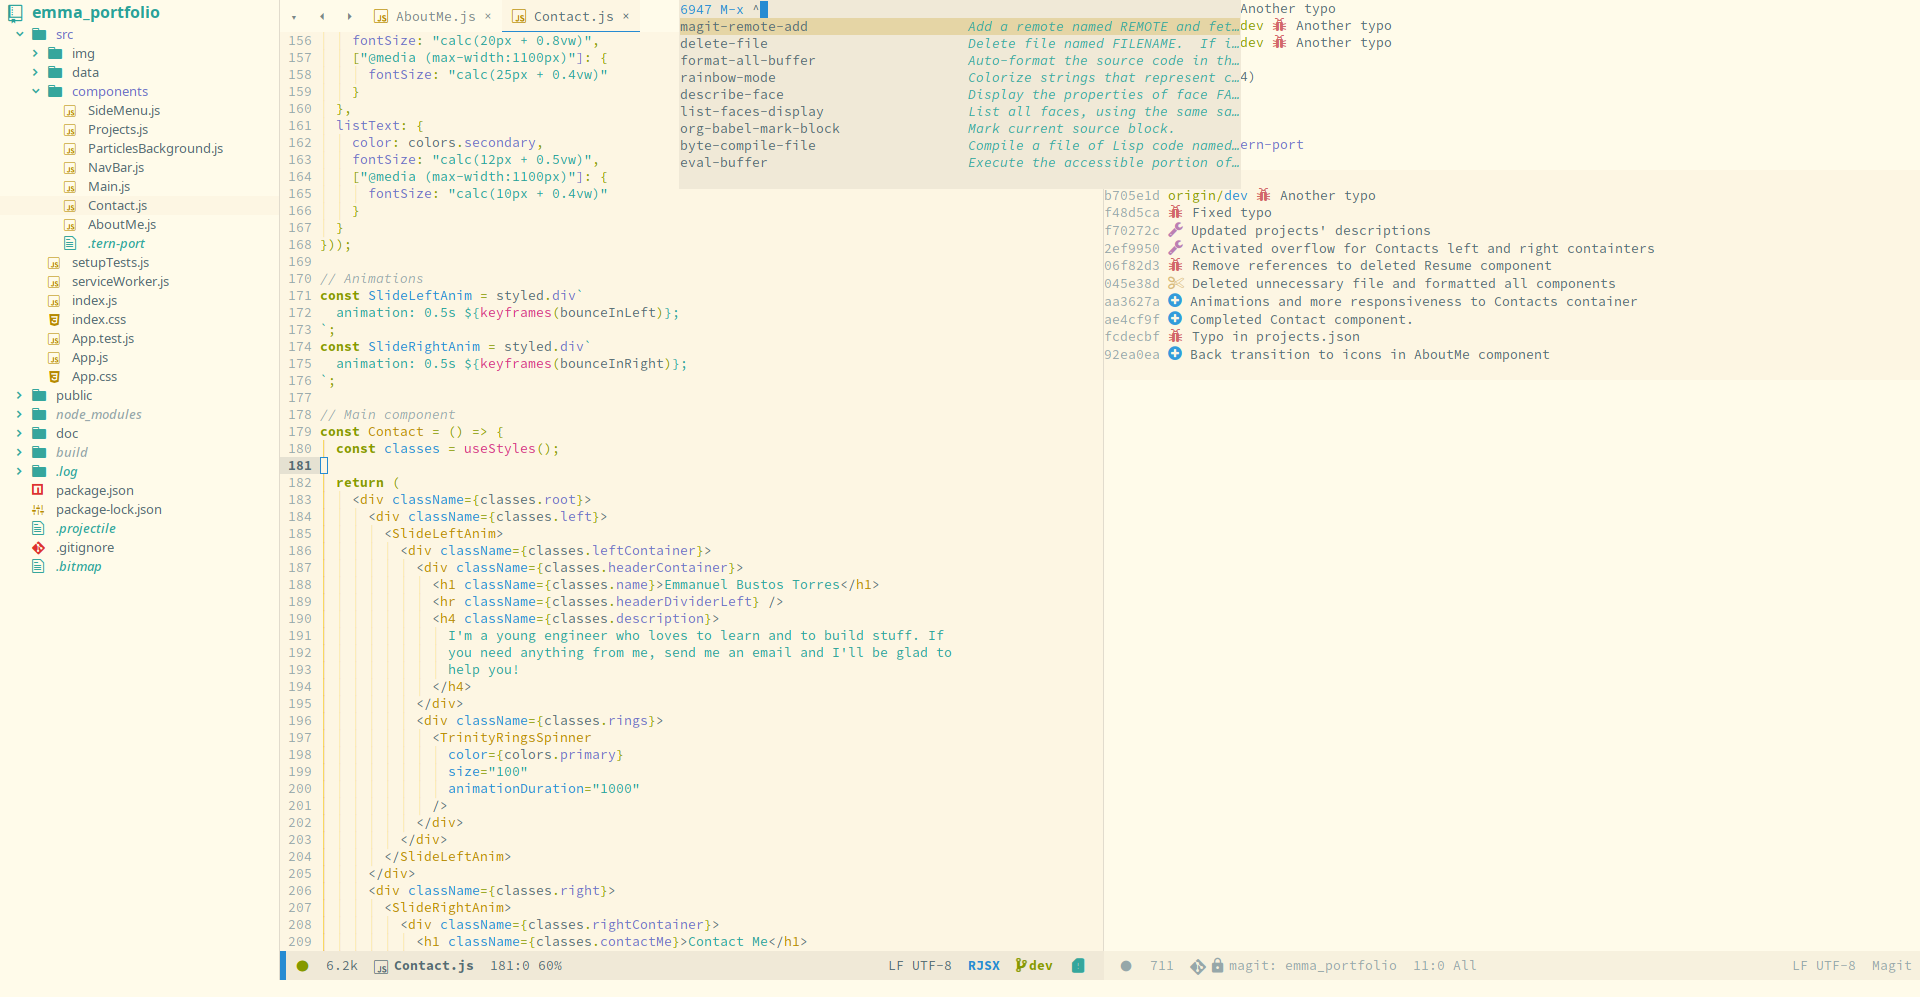 emma_portfolio
src
img
data
components
SideMenu.js
Projects.js
ParticlesBackground.js
NavBar.js
Main.js
Contact.js
AboutMe.js
.tern-port
setupTests.js
serviceWorker.js
index.js
index.css
App.test.js
App.js
App.css
public
node_modules
doc
build
.log
package.json
package-lock.json
.projectile
.gitignore
.bitmap
AboutMe.js ×
Contact.js ×
156     fontSize: "calc(20px + 0.8vw)",
157     ["@media (max-width:1100px)"]: {
158       fontSize: "calc(25px + 0.4vw)"
159     }
160   },
161   listText: {
162     color: colors.secondary,
163     fontSize: "calc(12px + 0.5vw)",
164     ["@media (max-width:1100px)"]: {
165       fontSize: "calc(10px + 0.4vw)"
166     }
167   }
168 }));
169
170 // Animations
171 const SlideLeftAnim = styled.div`
172   animation: 0.5s ${keyframes(bounceInLeft)};
173 `;
174 const SlideRightAnim = styled.div`
175   animation: 0.5s ${keyframes(bounceInRight)};
176 `;
177
178 // Main component
179 const Contact = () => {
180   const classes = useStyles();
181
182   return (
183     <div className={classes.root}>
184       <div className={classes.left}>
185         <SlideLeftAnim>
186           <div className={classes.leftContainer}>
187             <div className={classes.headerContainer}>
188               <h1 className={classes.name}>Emmanuel Bustos Torres</h1>
189               <hr className={classes.headerDividerLeft} />
190               <h4 className={classes.description}>
191                 I'm a young engineer who loves to learn and to build stuff. If
192                 you need anything from me, send me an email and I'll be glad to
193                 help you!
194               </h4>
195             </div>
196             <div className={classes.rings}>
197               <TrinityRingsSpinner
198                 color={colors.primary}
199                 size="100"
200                 animationDuration="1000"
201               />
202             </div>
203           </div>
204         </SlideLeftAnim>
205       </div>
206       <div className={classes.right}>
207         <SlideRightAnim>
208           <div className={classes.rightContainer}>
209             <h1 className={classes.contactMe}>Contact Me</h1>
6.2k Contact.js 181:0 60% LF UTF-8 RJSX dev
6947 M-x ^
magit-remote-add Add a remote named REMOTE and fet…
delete-file Delete file named FILENAME.  If i…
format-all-buffer Auto-format the source code in th…
rainbow-mode Colorize strings that represent c…
describe-face Display the properties of face FA…
list-faces-display List all faces, using the same sa…
org-babel-mark-block Mark current source block.
byte-compile-file Compile a file of Lisp code named…
eval-buffer Execute the accessible portion of…
Another typo
dev Another typo
dev Another typo
4)
ern-port
b705e1d origin/dev Another typo
f48d5ca Fixed typo
f70272c Updated projects' descriptions
2ef9950 Activated overflow for Contacts left and right containters
06f82d3 Remove references to deleted Resume component
045e38d Deleted unnecessary file and formatted all components
aa3627a Animations and more responsiveness to Contacts container
ae4cf9f Completed Contact component.
fcdecbf Typo in projects.json
92ea0ea Back transition to icons in AboutMe component
711 magit: emma_portfolio 11:0 All LF UTF-8 Magit